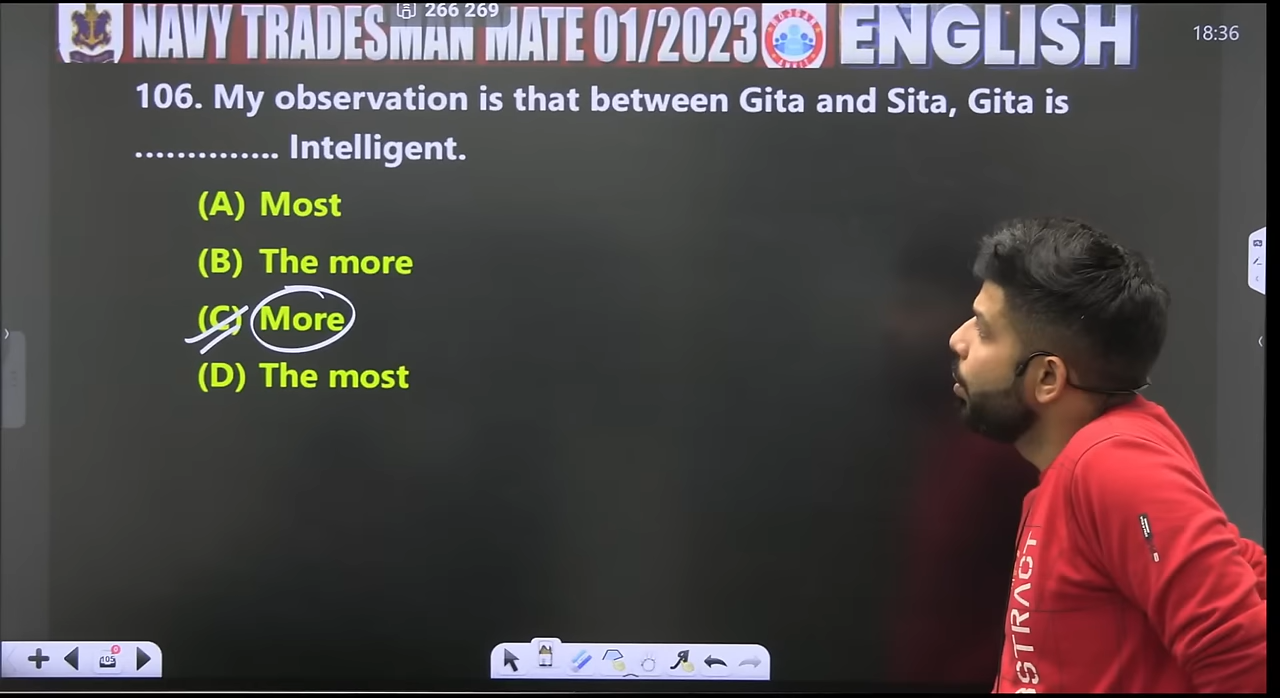 266 269
NAVY TRADESMAN MATE 01/2023 ENGLISH
18:36
106. My observation is that between Gita and Sita, Gita is
.............. Intelligent.
(A) Most
(B) The more
(C) More
(D) The most
105